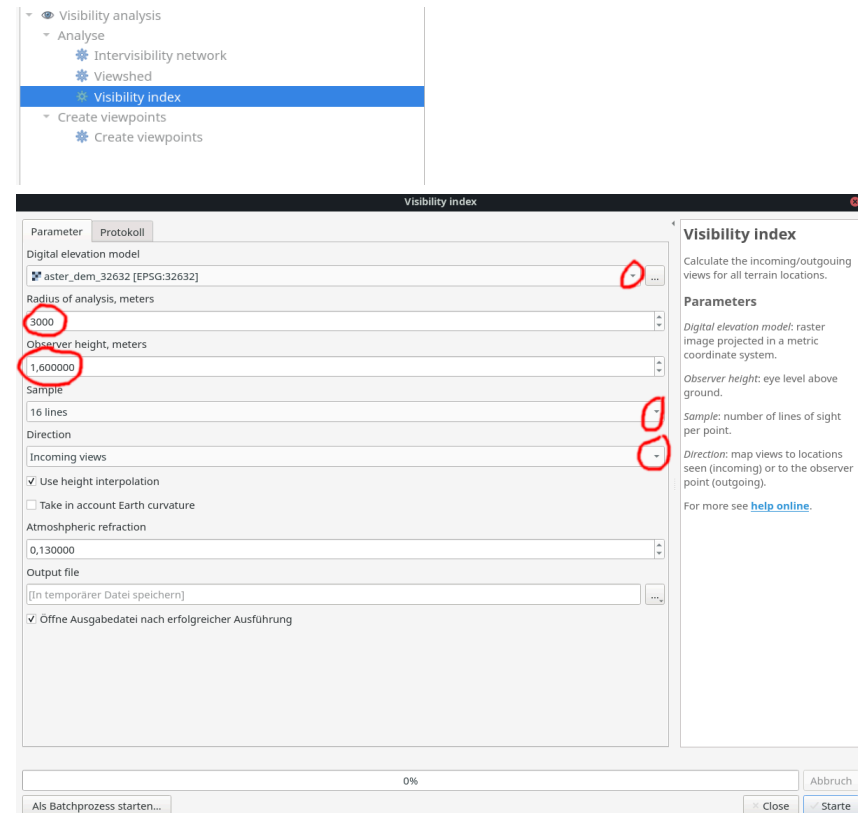 Visibility analysis
Analyse
Intervisibility network
Viewshed
Visibility index
Create viewpoints
Create viewpoints
Visibility index
Parameter Protokoll
Digital elevation model
aster_dem_32632 [EPSG:32632]
...
Radius of analysis, meters
3000
Observer height, meters
1,600000
Sample
16 lines
Direction
Incoming views
Use height interpolation
Take in account Earth curvature
Atmoshpheric refraction
0,130000
Output file
[In temporärer Datei speichern]
...
Öffne Ausgabedatei nach erfolgreicher Ausführung
Visibility index
Calculate the incoming/outgouing
views for all terrain locations.
Parameters
Digital elevation model: raster
image projected in a metric
coordinate system.
Observer height: eye level above
ground.
Sample: number of lines of sight
per point.
Direction: map views to locations
seen (incoming) or to the observer
point (outgoing).
For more see help online.
0%
Abbruch
Als Batchprozess starten...
Close
Starte